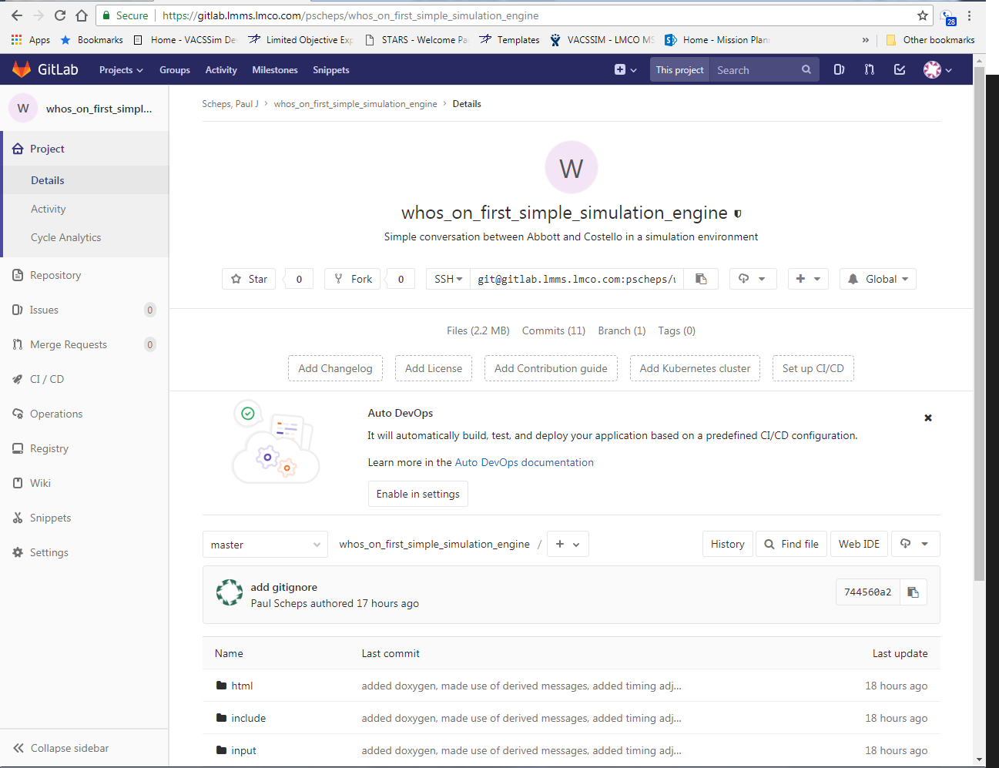 Secure https://gitlab.lmms.lmco.com/pscheps/whos_on_first_simple_simulation_engine
28
Apps Bookmarks Home - VACSSim De Limited Objective Exp STARS - Welcome Pa Templates VACSSIM - LMCO MS Home - Mission Plan » Other bookmarks
GitLab Projects Groups Activity Milestones Snippets This project Search
W whos_on_first_simpl...
Scheps, Paul J > whos_on_first_simple_simulation_engine > Details
Project
Details
Activity
Cycle Analytics
Repository
Issues 0
Merge Requests 0
CI / CD
Operations
Registry
Wiki
Snippets
Settings
Collapse sidebar
W
whos_on_first_simple_simulation_engine
Simple conversation between Abbott and Costello in a simulation environment
Star 0 Fork 0 SSH git@gitlab.lmms.lmco.com:pscheps/w Global
Files (2.2 MB) Commits (11) Branch (1) Tags (0)
Add Changelog Add License Add Contribution guide Add Kubernetes cluster Set up CI/CD
Auto DevOps
It will automatically build, test, and deploy your application based on a predefined CI/CD configuration.
Learn more in the Auto DevOps documentation
Enable in settings
master whos_on_first_simple_simulation_engine / + History Find file Web IDE
add gitignore
Paul Scheps authored 17 hours ago
744560a2
Name Last commit Last update
html added doxygen, made use of derived messages, added timing adj... 18 hours ago
include added doxygen, made use of derived messages, added timing adj... 18 hours ago
input added doxygen, made use of derived messages, added timing adj... 18 hours ago